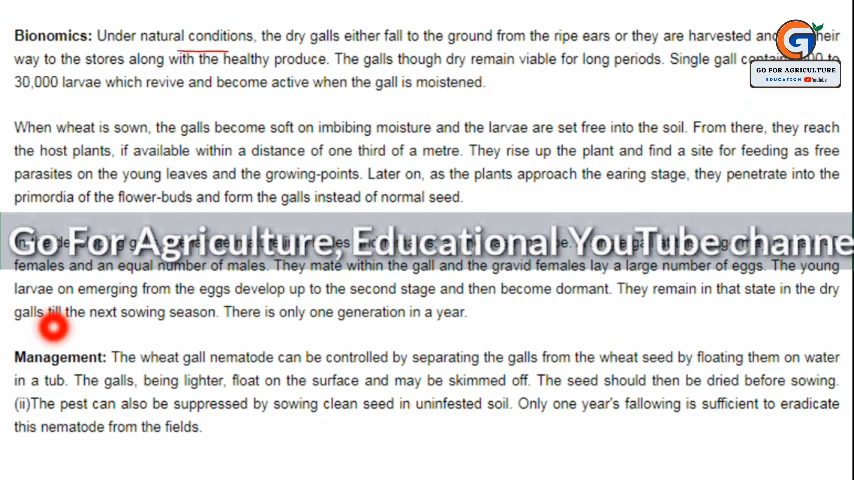 Bionomics: Under natural conditions, the dry galls either fall to the ground from the ripe ears or they are harvested and
GO FOR AGRICULTURE
EDUCATION YouTube
way to the stores along with the healthy produce. The galls though dry remain viable for long periods. Single gall to
30,000 larvae which revive and become active when the gall is moistened.
When wheat is sown, the galls become soft on imbibing moisture and the larvae are set free into the soil. From there, they reach
the host plants, if available within a distance of one third of a metre. They rise up the plant and find a site for feeding as free
parasites on the young leaves and the growing-points. Later on, as the plants approach the earing stage, they penetrate into the
primordia of the flower-buds and form the galls instead of normal seed.
Go For Agriculture, Educational YouTube channe
females and an equal number of males. They mate within the gall and the gravid females lay a large number of eggs. The young
larvae on emerging from the eggs develop up to the second stage and then become dormant. They remain in that state in the dry
galls till the next sowing season. There is only one generation in a year.
Management: The wheat gall nematode can be controlled by separating the galls from the wheat seed by floating them on water
in a tub. The galls, being lighter, float on the surface and may be skimmed off. The seed should then be dried before sowing.
(ii)The pest can also be suppressed by sowing clean seed in uninfested soil. Only one year's fallowing is sufficient to eradicate
this nematode from the fields.